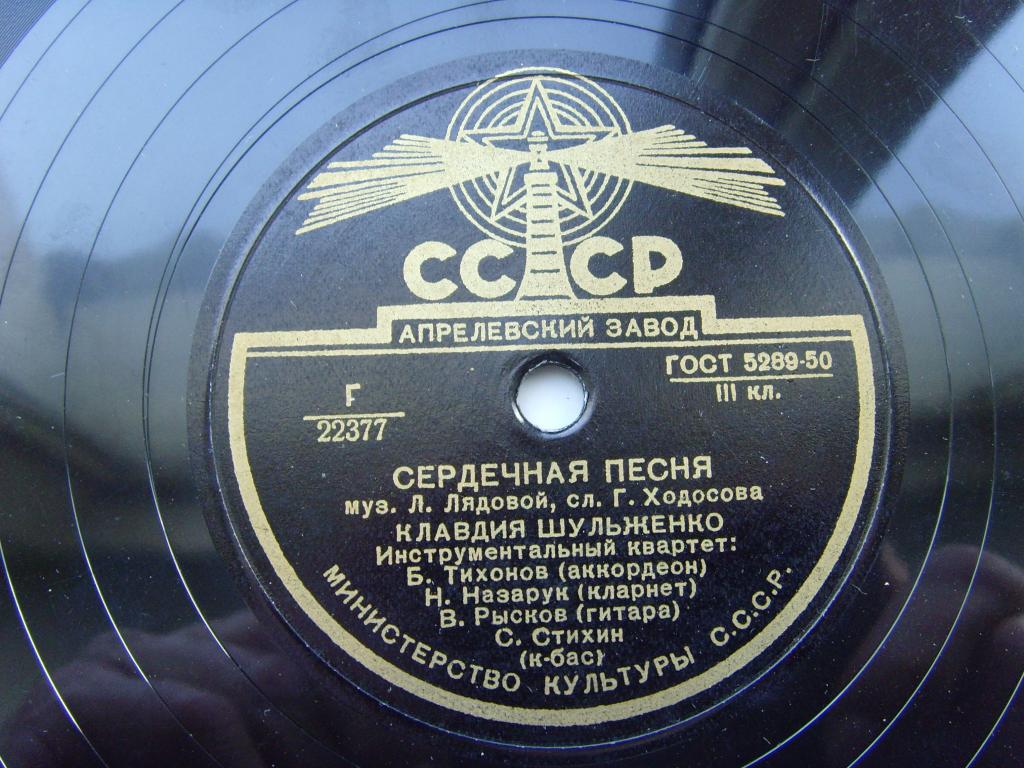 СССР
АПРЕЛЕВСКИЙ ЗАВОД
Г
22377
ГОСТ 5289-50
III кл.
СЕРДЕЧНАЯ ПЕСНЯ
муз. Л. Лядовой, сл. Г. Ходосова
КЛАВДИЯ ШУЛЬЖЕНКО
Инструментальный квартет:
Б. Тихонов (аккордеон)
Н. Назарук (кларнет)
В. Рысков (гитара)
С. Стихин
(к-бас)
МИНИСТЕРСТВО КУЛЬТУРЫ С.С.С.Р.